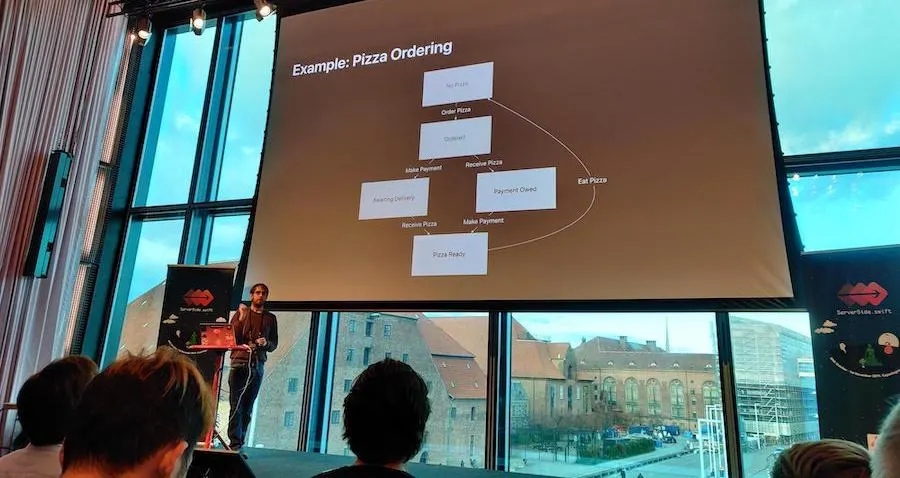 Example: Pizza Ordering
No Pizza
Order Pizza
Ordered
Make Payment
Receive Pizza
Awaiting Delivery
Payment Owed
Eat Pizza
Receive Pizza
Make Payment
Pizza Ready
ServerSide.swift
ServerSide.swift